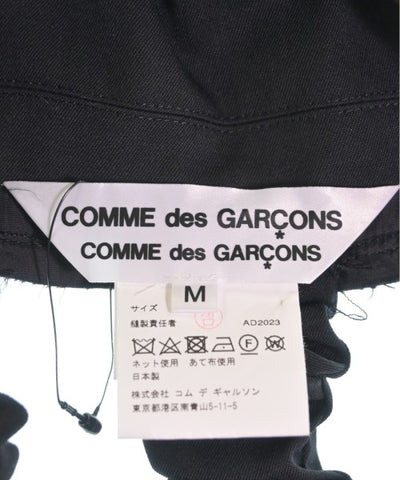 COMME des GARÇONS
COMME des GARÇONS
M
サイズ
縫製責任者 AD2023
ネット使用 あて布使用
日本製
株式会社 コム デ ギャルソン
東京都港区南青山5-11-5